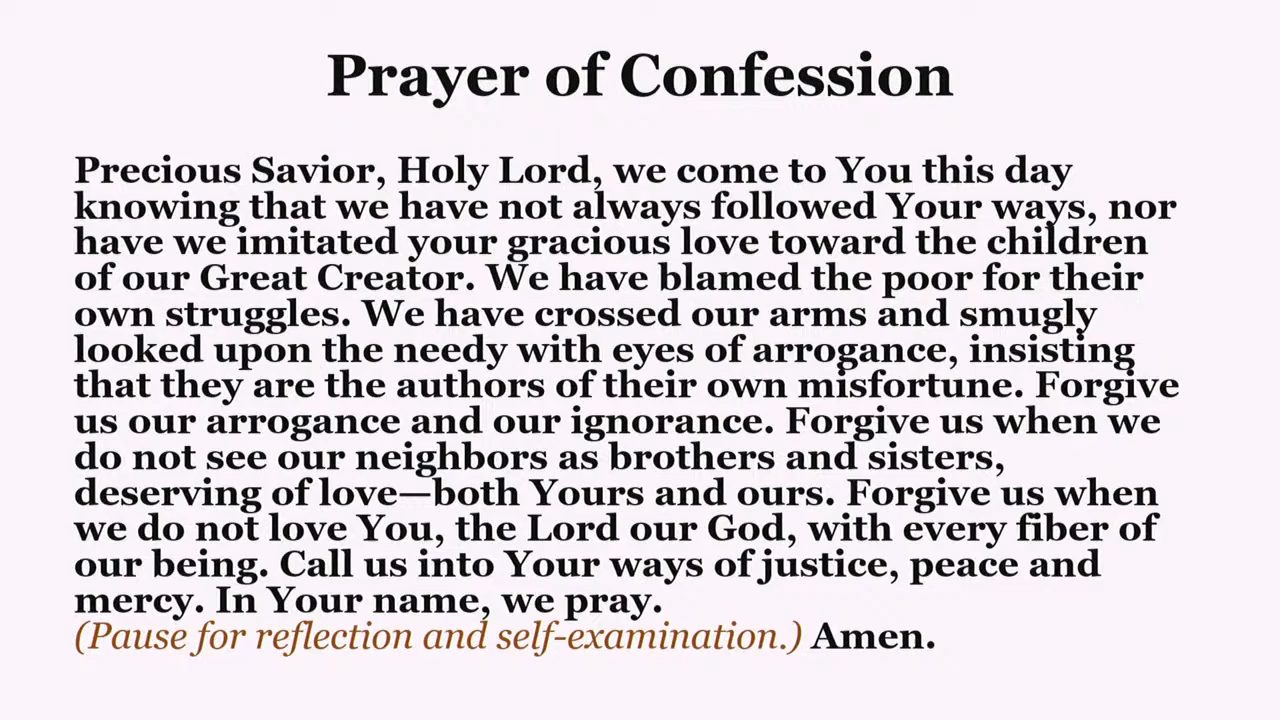 Prayer of Confession
Precious Savior, Holy Lord, we come to You this day
knowing that we have not always followed Your ways, nor
have we imitated your gracious love toward the children
of our Great Creator. We have blamed the poor for their
own struggles. We have crossed our arms and smugly
looked upon the needy with eyes of arrogance, insisting
that they are the authors of their own misfortune. Forgive
us our arrogance and our ignorance. Forgive us when we
do not see our neighbors as brothers and sisters,
deserving of love—both Yours and ours. Forgive us when
we do not love You, the Lord our God, with every fiber of
our being. Call us into Your ways of justice, peace and
mercy. In Your name, we pray.
(Pause for reflection and self-examination.) Amen.